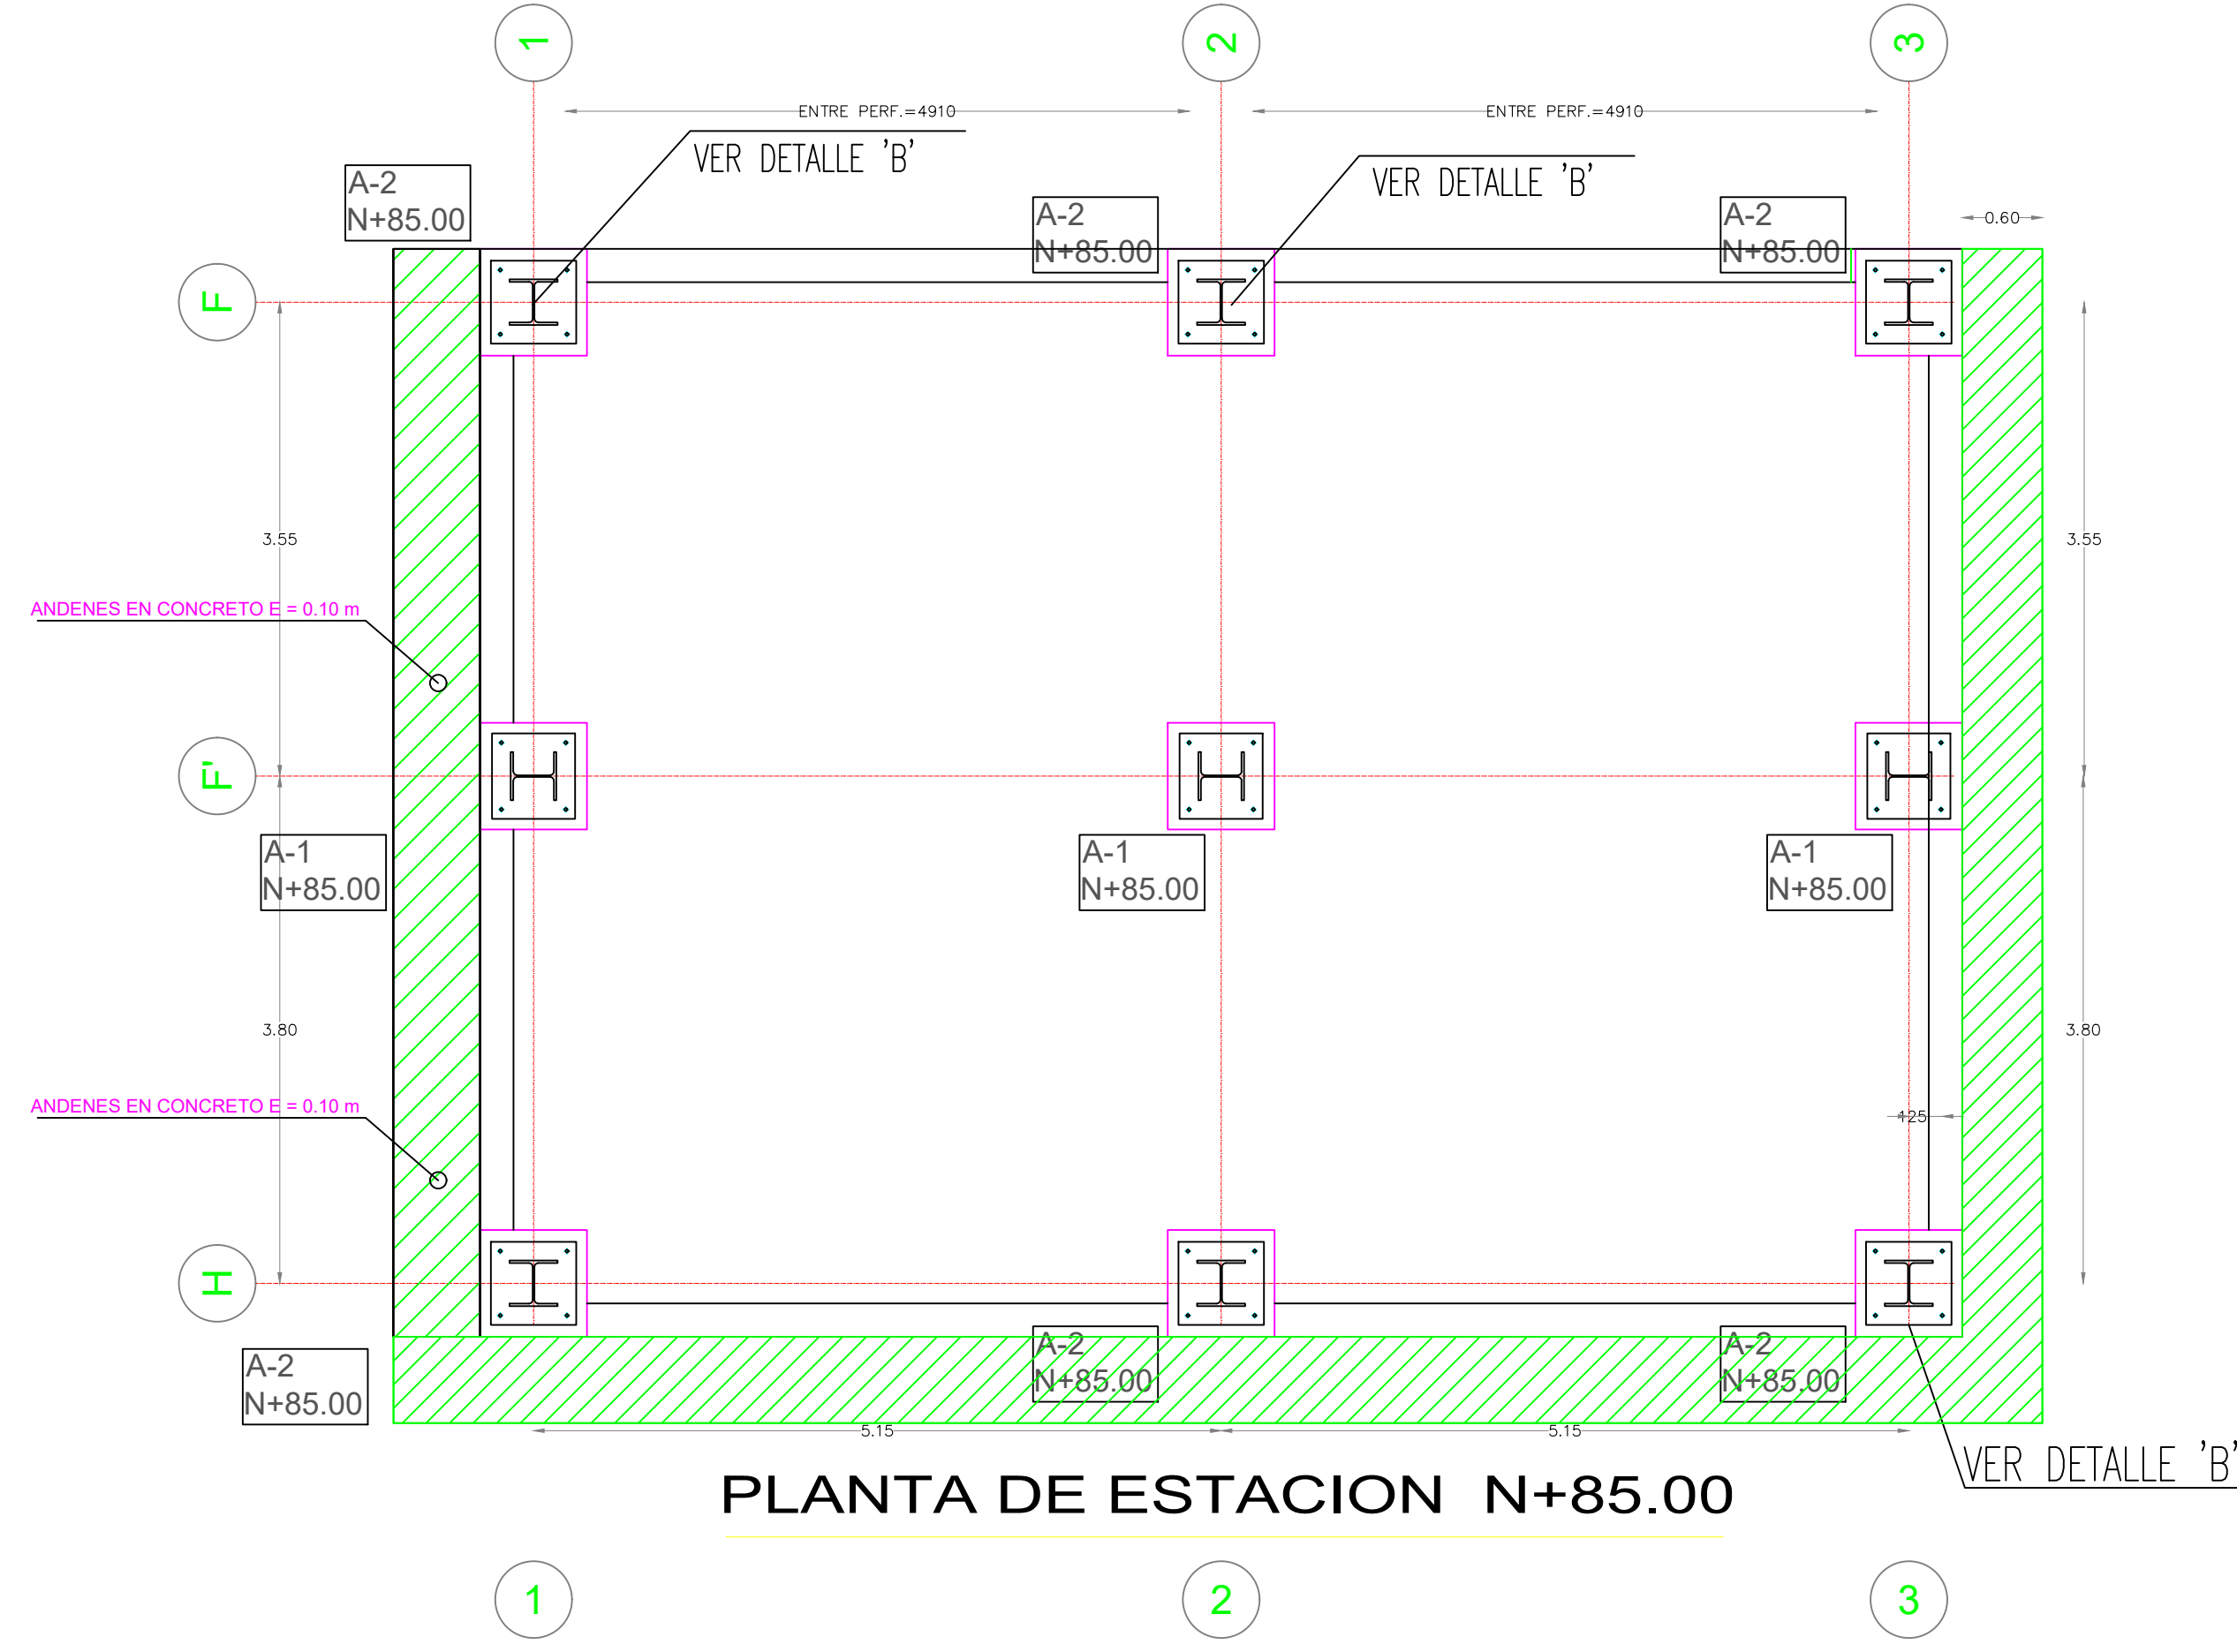 1
2
3
ENTRE PERF.=4910
ENTRE PERF.=4910
VER DETALLE 'B'
VER DETALLE 'B'
A-2
N+85.00
A-2
N+85.00
A-2
N+85.00
0.60
F
3.55
3.55
ANDENES EN CONCRETO E = 0.10 m
F'
A-1
N+85.00
A-1
N+85.00
A-1
N+85.00
3.80
3.80
ANDENES EN CONCRETO E = 0.10 m
125
H
A-2
N+85.00
A-2
N+85.00
A-2
N+85.00
5.15
5.15
VER DETALLE 'B'
PLANTA DE ESTACION N+85.00
1
2
3